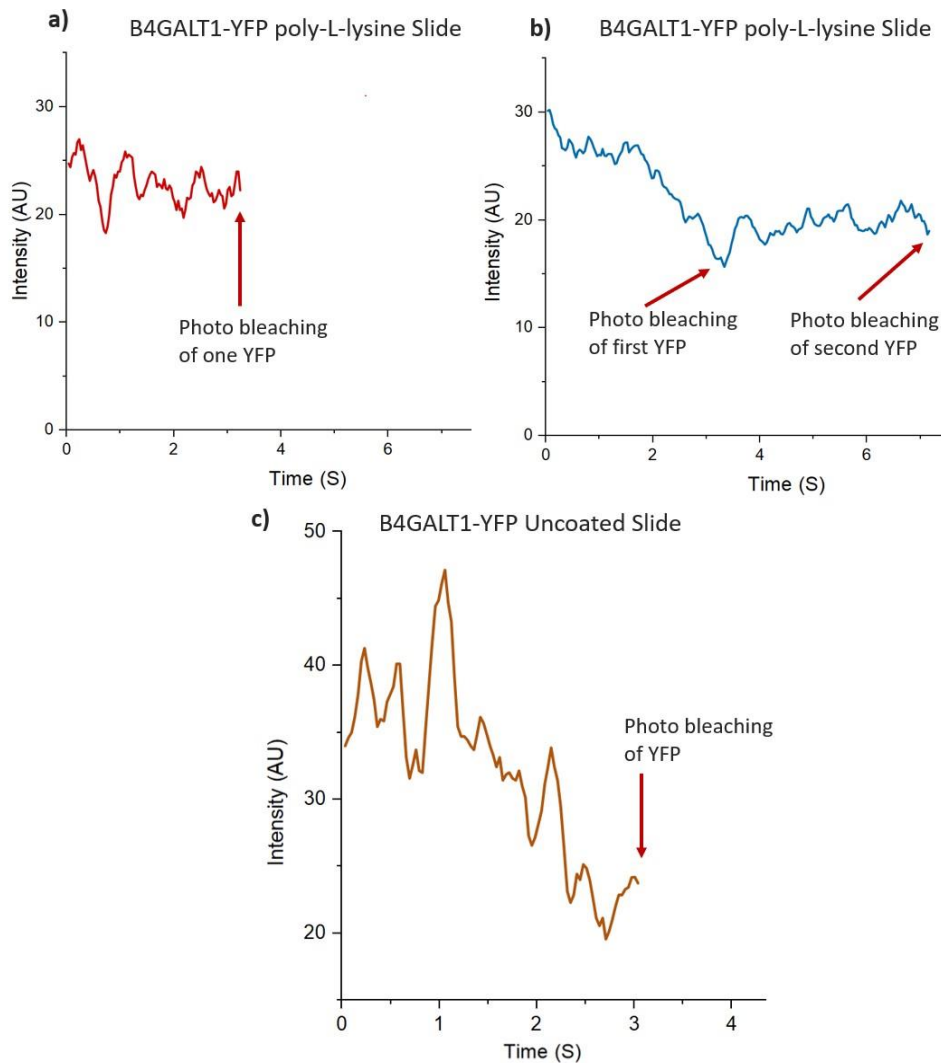 a)
B4GALT1-YFP poly-L-lysine Slide
30
20
10
0
Intensity (AU)
0
2
4
6
Time (S)
Photo bleaching
of one YFP
b)
B4GALT1-YFP poly-L-lysine Slide
30
20
10
0
Intensity (AU)
0
2
4
6
Time (S)
Photo bleaching
of first YFP
Photo bleaching
of second YFP
c)
B4GALT1-YFP Uncoated Slide
50
40
30
20
Intensity (AU)
0
1
2
3
4
Time (S)
Photo bleaching
of YFP